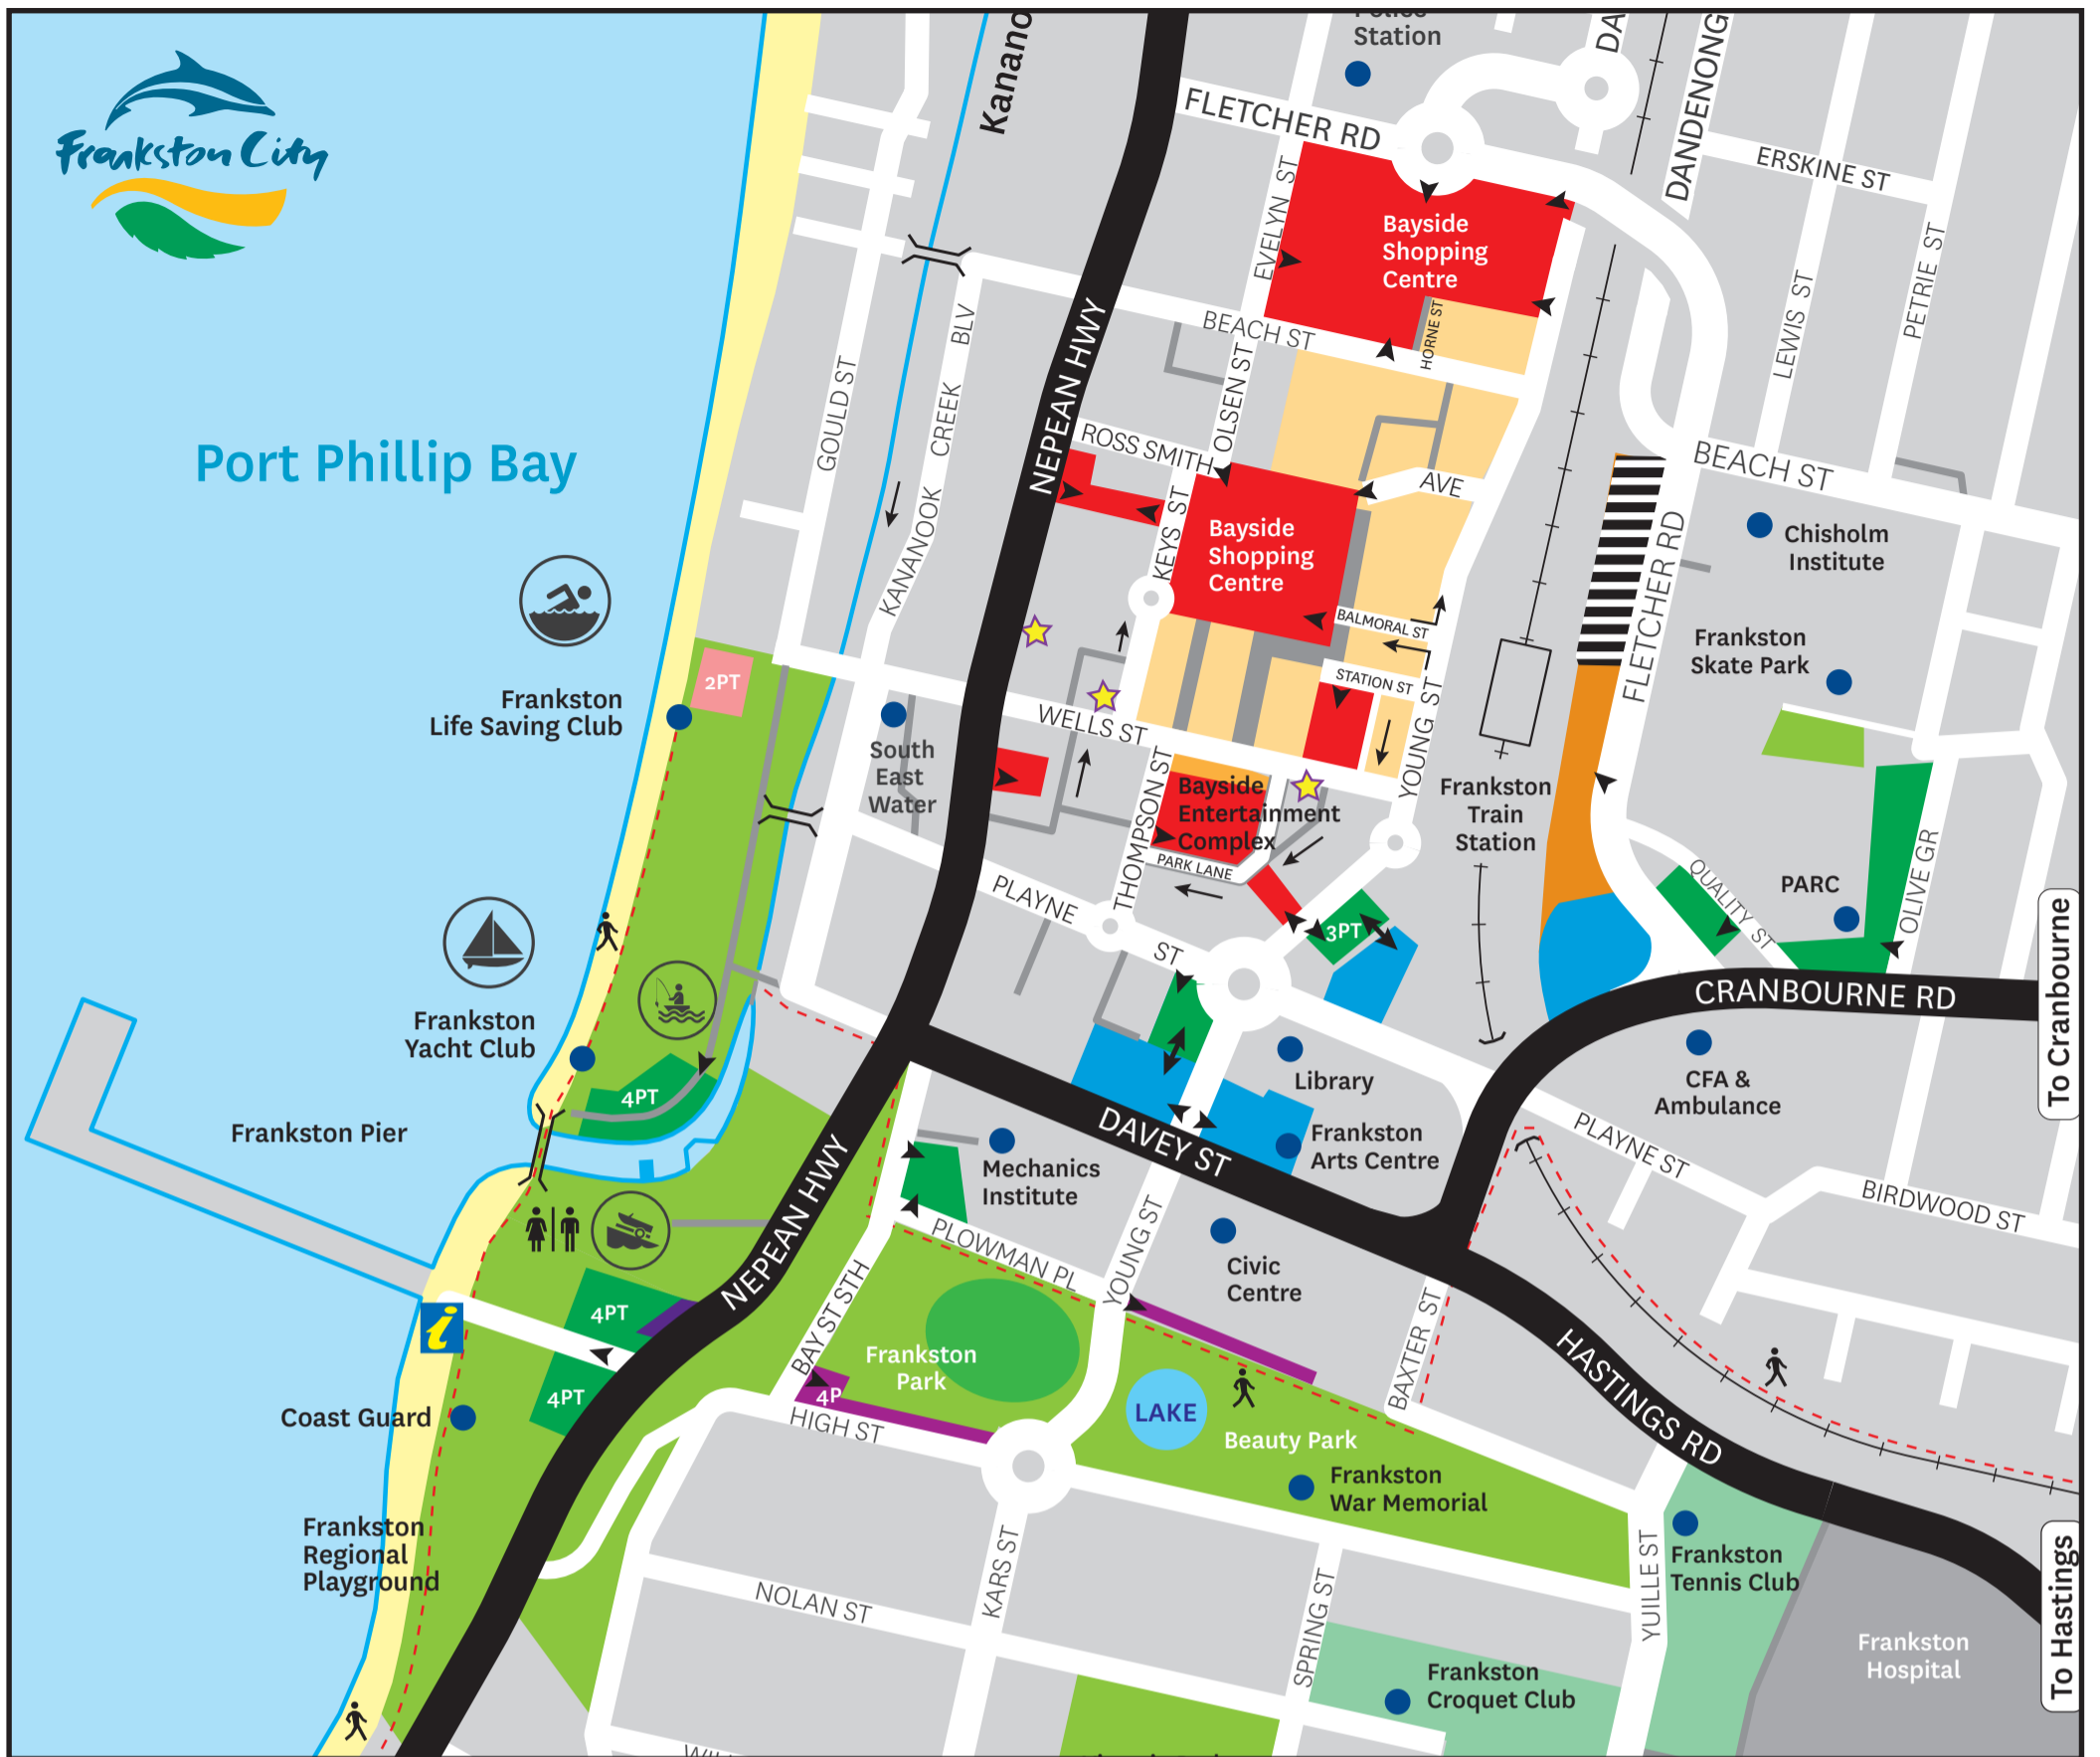 Station
Frankston City
Kanano
DANDENONG
FLETCHER RD
ERSKINE ST
EVELYN ST
Bayside
Shopping
Centre
PETRIE ST
LEWIS ST
HORNE ST
BEACH ST
NEPEAN HWY
KANANOOK CREEK BLV
GOULD ST
OLSEN ST
ROSS SMITH AVE
Port Phillip Bay
BEACH ST
Bayside
Shopping
Centre
KEYS ST
Chisholm
Institute
FLETCHER RD
BALMORAL ST
Frankston
Skate Park
STATION ST
2PT
Frankston
Life Saving Club
WELLS ST
YOUNG ST
South
East
Water
THOMPSON ST
Bayside
Entertainment
Complex
Frankston
Train
Station
PARK LANE
QUALITY ST
PARC
OLIVE GR
PLAYNE ST
3PT
To Cranbourne
CRANBOURNE RD
Frankston
Yacht Club
Library
CFA &
Ambulance
4PT
Frankston Pier
DAVEY ST
Frankston
Arts Centre
PLAYNE ST
Mechanics
Institute
BIRDWOOD ST
NEPEAN HWY
PLOWMAN PL
YOUNG ST
Civic
Centre
4PT
i
BAY ST STH
BAXTER ST
HASTINGS RD
Frankston
Park
4PT
4P
LAKE
Coast Guard
HIGH ST
Beauty Park
Frankston
War Memorial
Frankston
Regional
Playground
KARS ST
YUILLE ST
Frankston
Tennis Club
To Hastings
NOLAN ST
SPRING ST
Frankston
Hospital
Frankston
Croquet Club